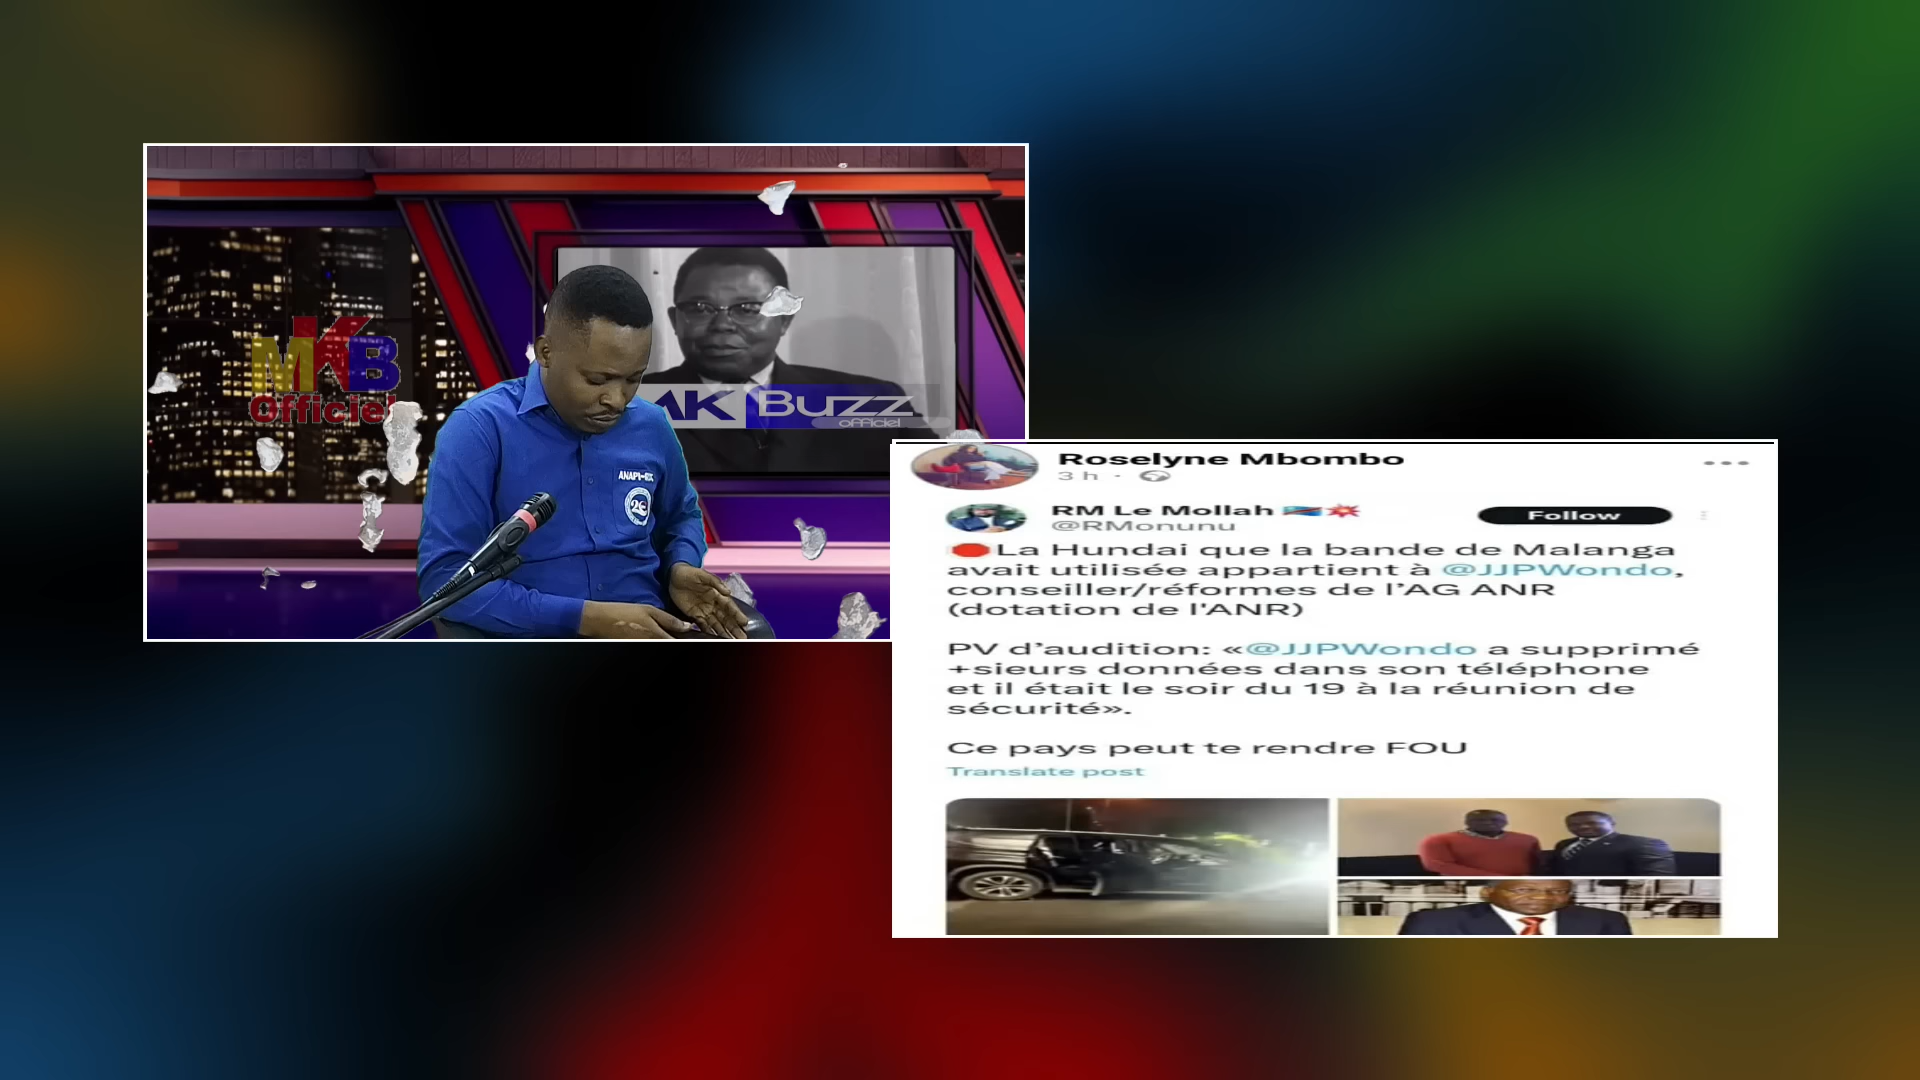 MKB
Officiel
AK Buzz
officiel
ANAPI-RDC
Roselyne Mbombo
3 h
RM Le Mollah
@RMonunu
Follow
La Hundai que la bande de Malanga
avait utilisée appartient à @JJPWondo,
conseiller/réformes de l'AG ANR
(dotation de l'ANR)
PV d'audition: «@JJPWondo a supprimé
+sieurs données dans son téléphone
et il était le soir du 19 à la réunion de
sécurité».
Ce pays peut te rendre FOU
Translate post